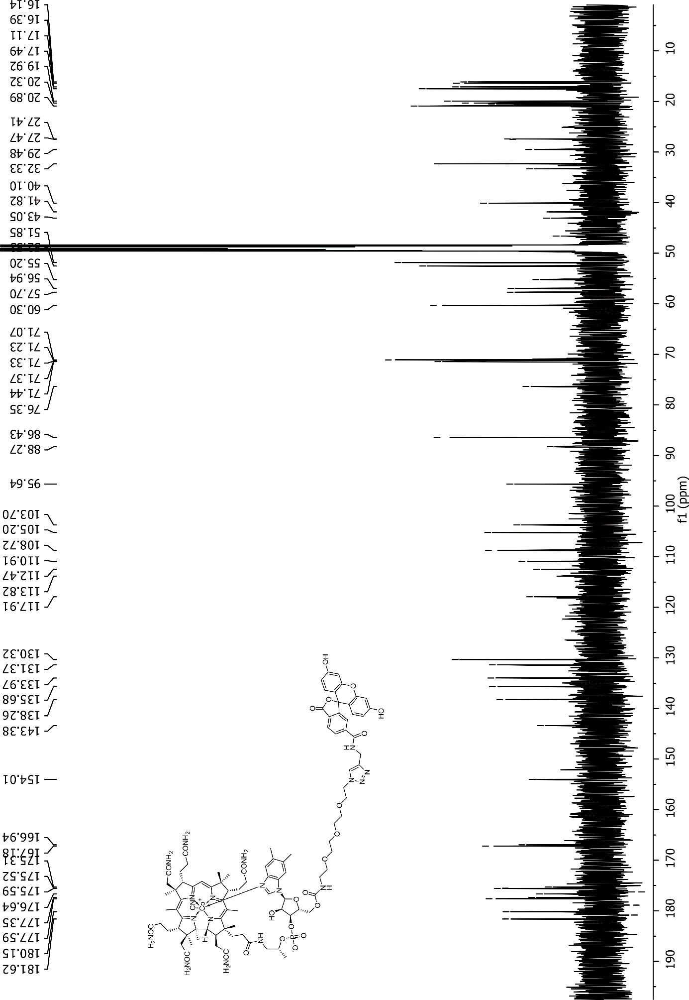 16.14
16.39
17.11
17.49
19.92
20.32
20.89
27.41
27.47
29.48
32.33
40.10
41.82
43.05
51.85
55.20
56.94
57.70
60.30
71.07
71.23
71.33
71.37
71.44
76.35
86.43
88.27
95.64
103.70
105.20
108.72
110.91
112.47
113.82
117.91
130.32
131.37
133.97
135.68
138.26
143.38
154.01
166.94
167.18
175.31
175.52
175.59
176.64
177.35
177.59
180.15
181.62
H₂NOC
H₂NOC
H₂NOC
CONH₂
CONH₂
CONH₂
CN
Co⁺
N
N
N
N
H
O
NH
O
P
O
⁻O
O
HO
O
N
N
O
O
N
H
O
O
O
N
N
N
H
N
O
O
O
O
OH
OH
10
20
30
40
50
60
70
80
90
100
110
120
130
140
150
160
170
180
190
f1 (ppm)